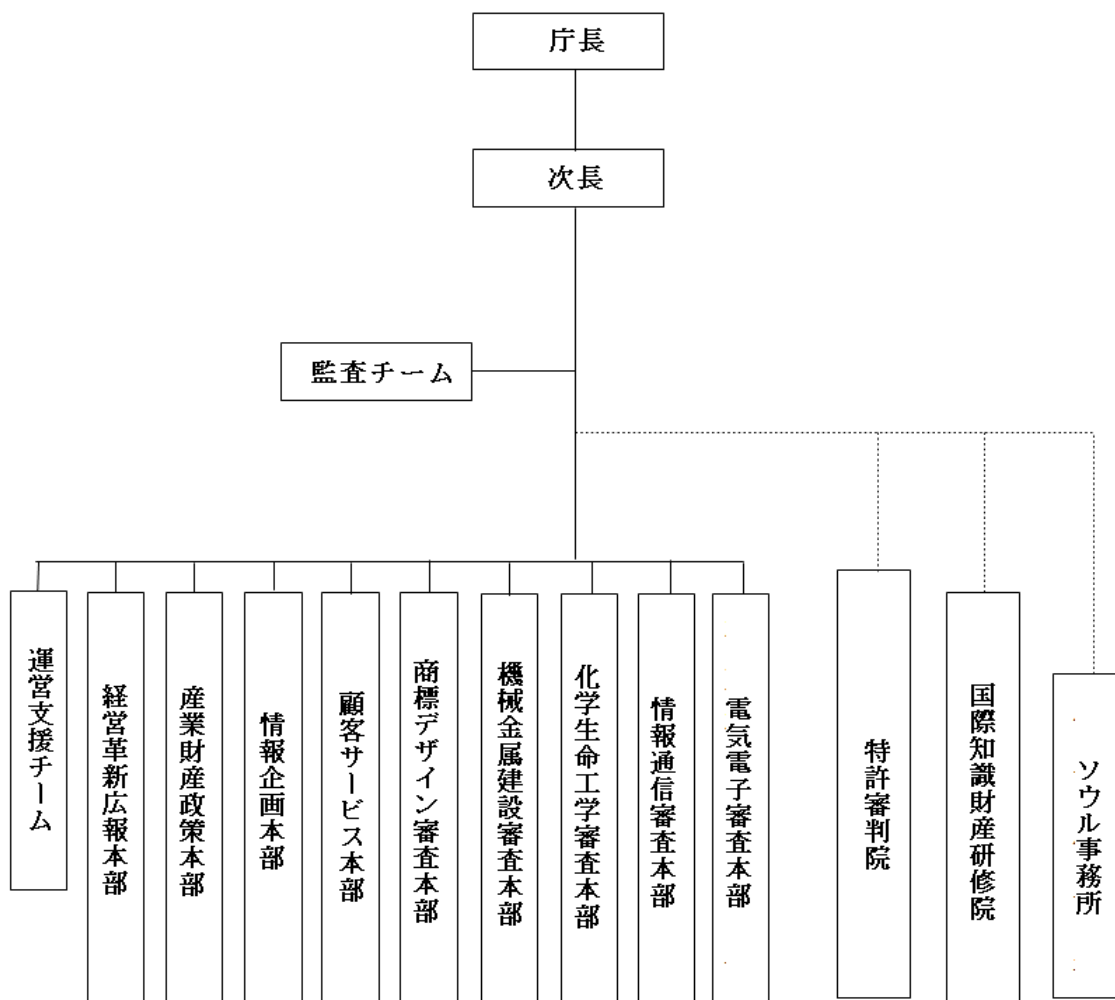 庁長
次長
監査チーム
運営支援チーム
経営革新広報本部
産業財産政策本部
情報企画本部
顧客サービス本部
商標デザイン審査本部
機械金属建設審査本部
化学生命工学審査本部
情報通信審査本部
電気電子審査本部
特許審判院
国際知識財産研修院
ソウル事務所